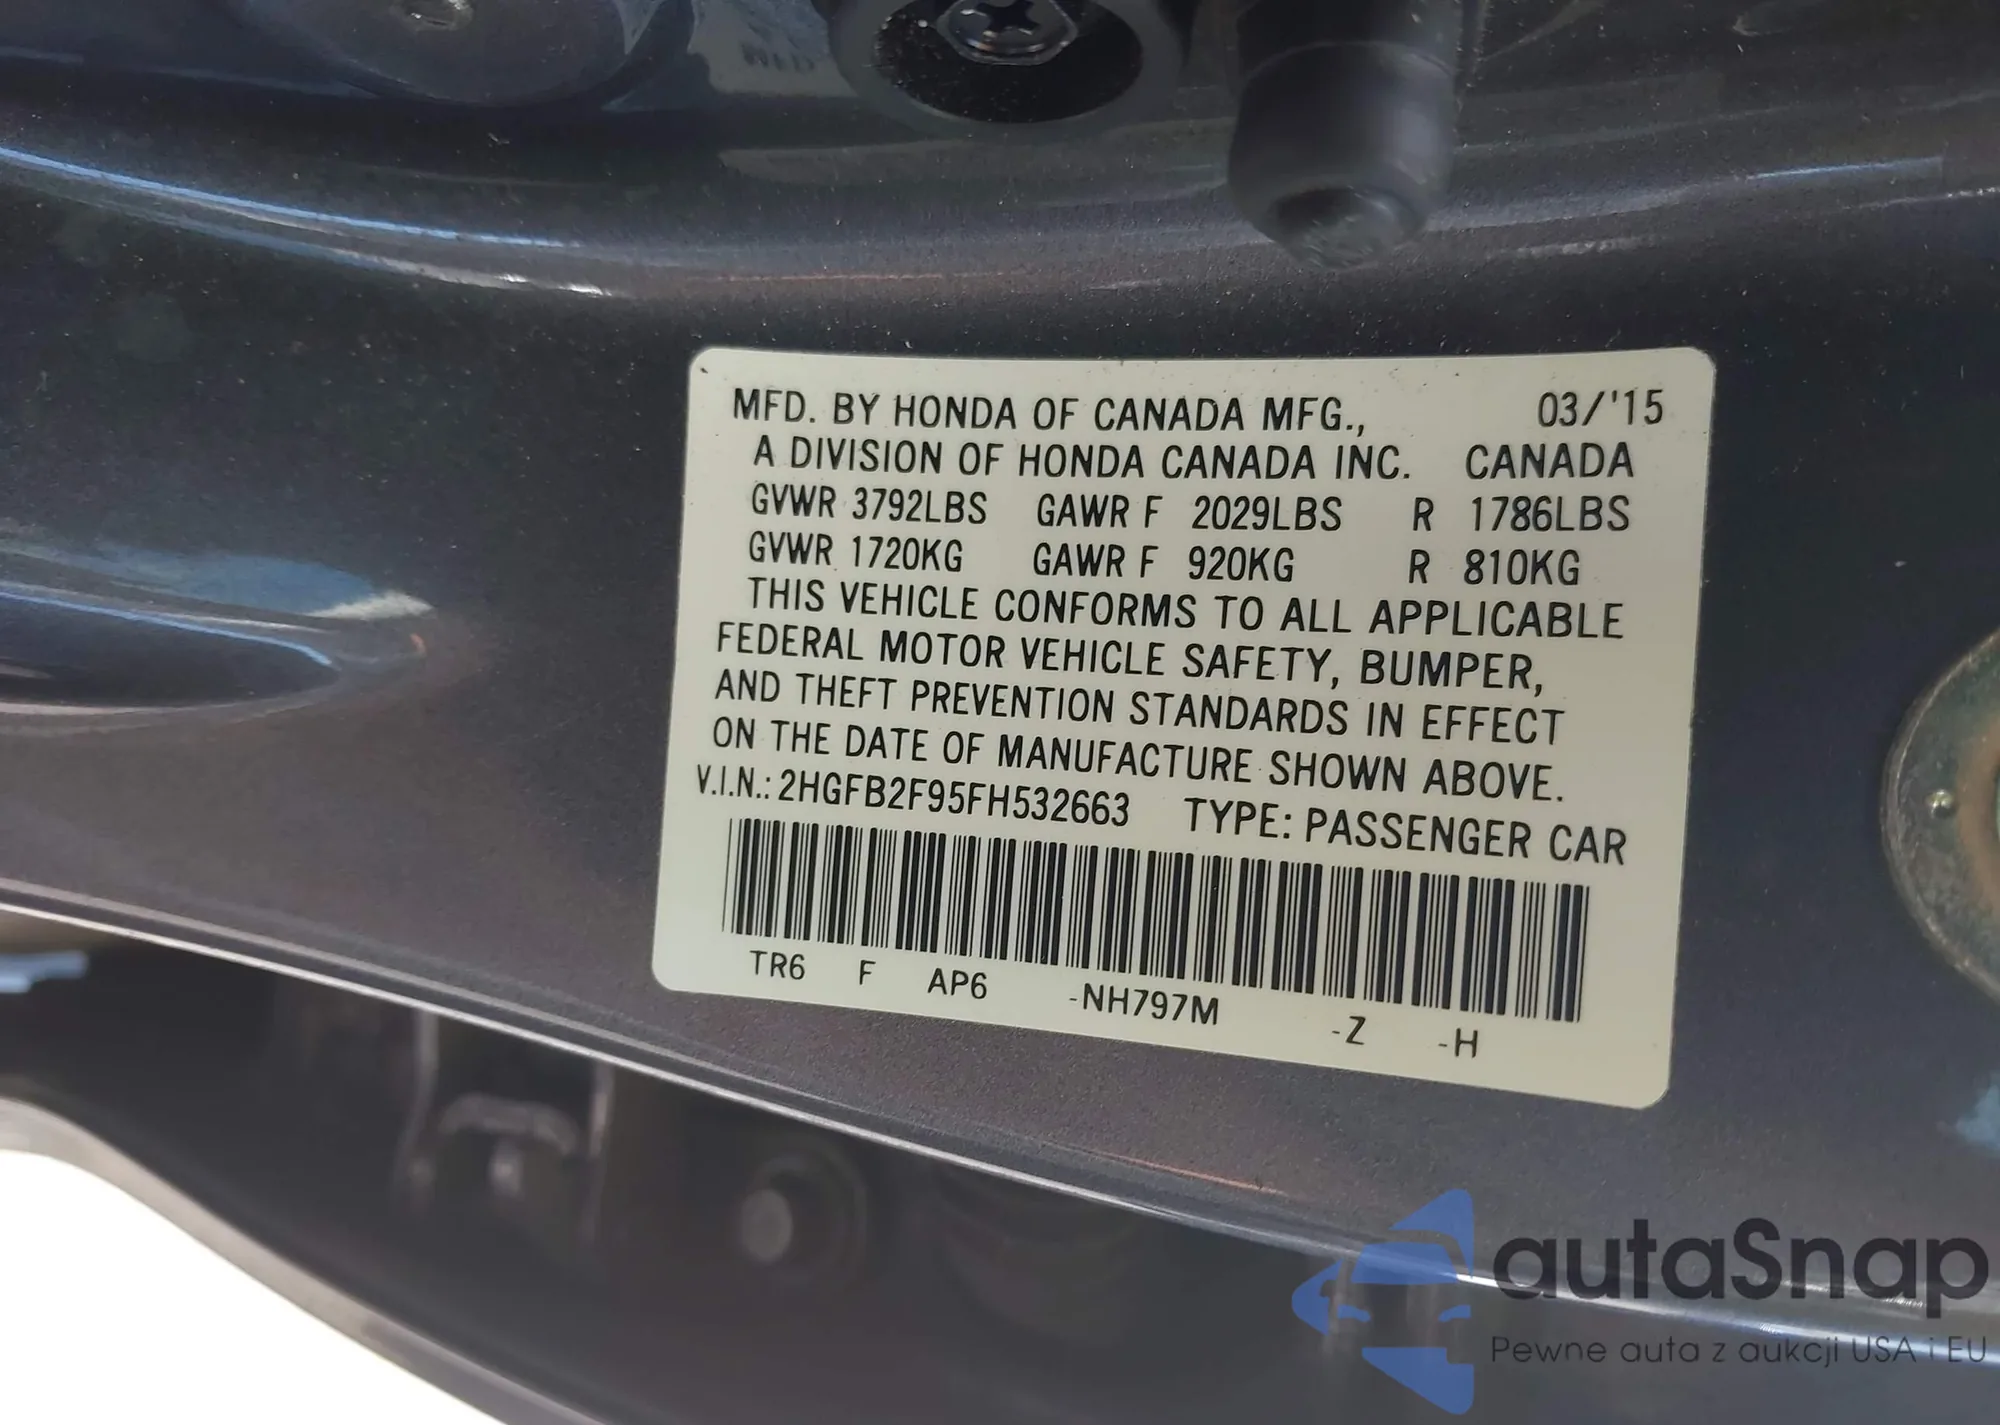 MFD. BY HONDA OF CANADA MFG., 03/'15
A DIVISION OF HONDA CANADA INC. CANADA
GVWR 3792LBS GAWR F 2029LBS R 1786LBS
GVWR 1720KG GAWR F 920KG R 810KG
THIS VEHICLE CONFORMS TO ALL APPLICABLE
FEDERAL MOTOR VEHICLE SAFETY, BUMPER,
AND THEFT PREVENTION STANDARDS IN EFFECT
ON THE DATE OF MANUFACTURE SHOWN ABOVE.
V.I.N.: 2HGFB2F95FH532663 TYPE: PASSENGER CAR
TR6 F AP6 -NH797M -Z -H
autaSnap
Pewne auta z aukcji USA i EU